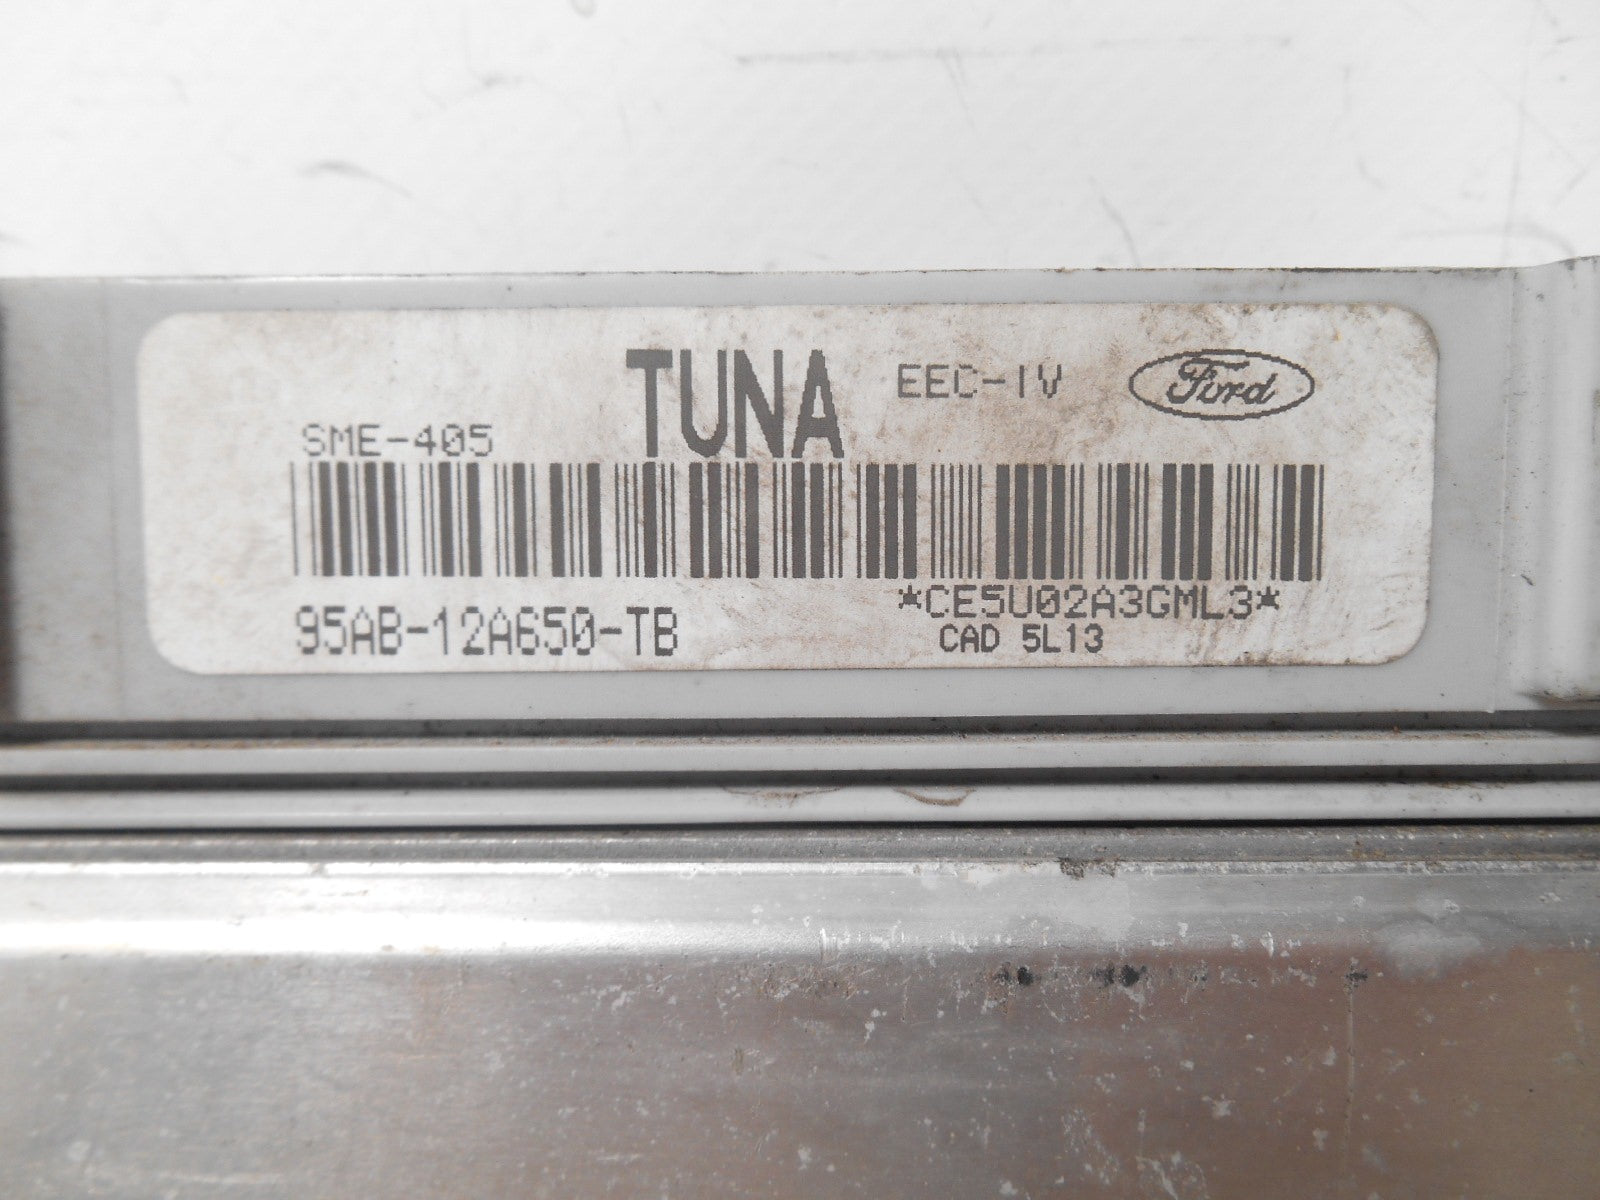 TUNA EEC-IV Ford
SME-405
*CE5U02A3GML3*
95AB-12A650-TB
CAD 5L13